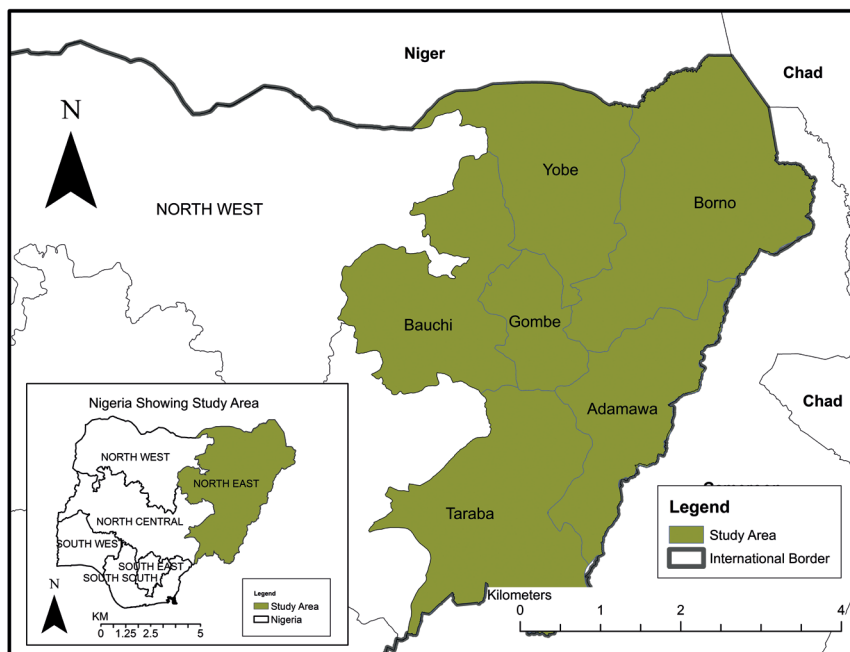 Niger
Chad
N
Yobe
NORTH WEST
Borno
Bauchi
Gombe
Chad
Adamawa
Taraba
Legend
Study Area
International Border
Kilometers
0 1 2 4
Nigeria Showing Study Area
NORTH WEST
NORTH EAST
NORTH CENTRAL
SOUTH WEST
SOUTH EAST
SOUTH SOUTH
N
KM
0 1.25 2.5 5
Legend
Study Area
Nigeria